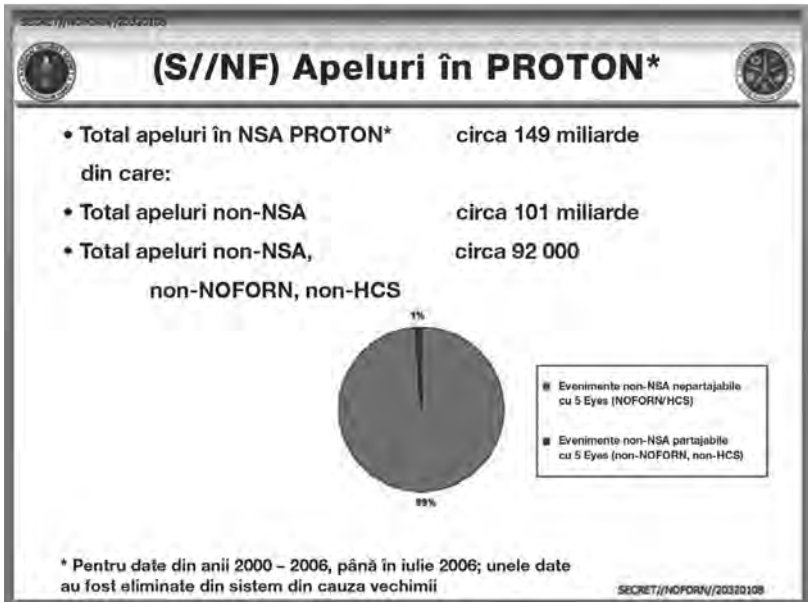 SECRET//NOFORN//20320108
(S//NF) Apeluri în PROTON*
• Total apeluri în NSA PROTON* circa 149 miliarde
din care:
• Total apeluri non-NSA circa 101 miliarde
• Total apeluri non-NSA, circa 92 000
non-NOFORN, non-HCS
1%
Evenimente non-NSA nepartajabile
cu 5 Eyes (NOFORN/HCS)
Evenimente non-NSA partajabile
cu 5 Eyes (non-NOFORN, non-HCS)
99%
* Pentru date din anii 2000 – 2006, până în iulie 2006; unele date
au fost eliminate din sistem din cauza vechimii
SECRET//NOFORN//20320108